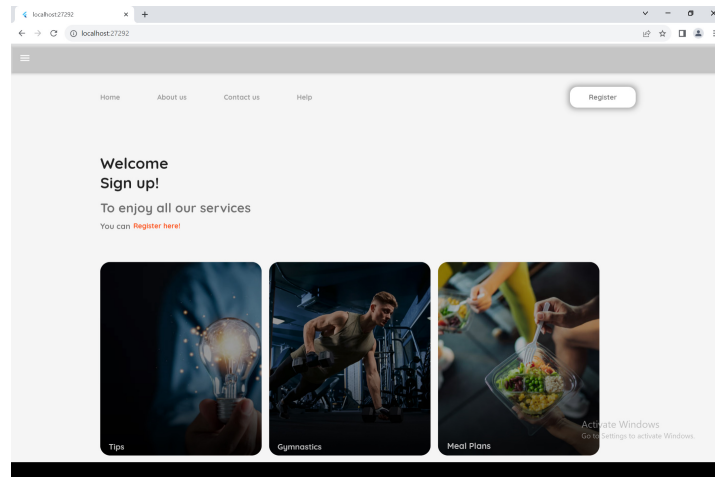 localhost:27292
localhost:27292
Home About us Contact us Help Register
Welcome
Sign up!
To enjoy all our services
You can Register here!
Tips Gymnastics Meal Plans
Activate Windows
Go to Settings to activate Windows.